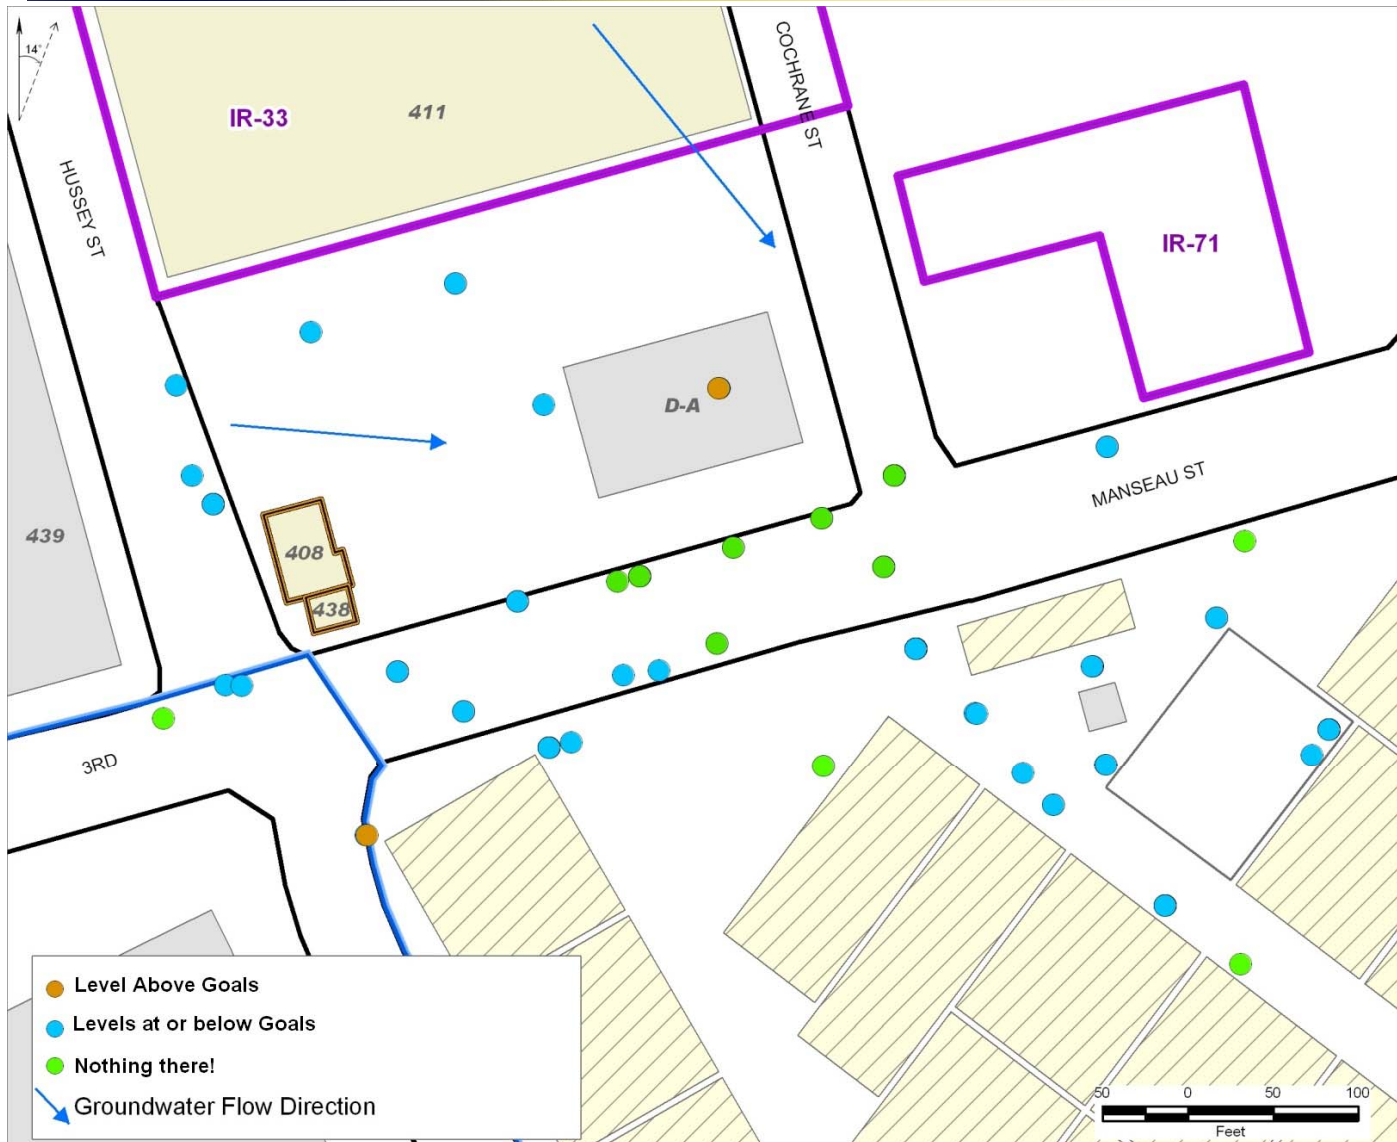 14°
IR-33
411
COCHRANE ST
HUSSEY ST
IR-71
D-A
MANSEAU ST
439
408
438
3RD
Level Above Goals
Levels at or below Goals
Nothing there!
Groundwater Flow Direction
50 0 50 100
Feet